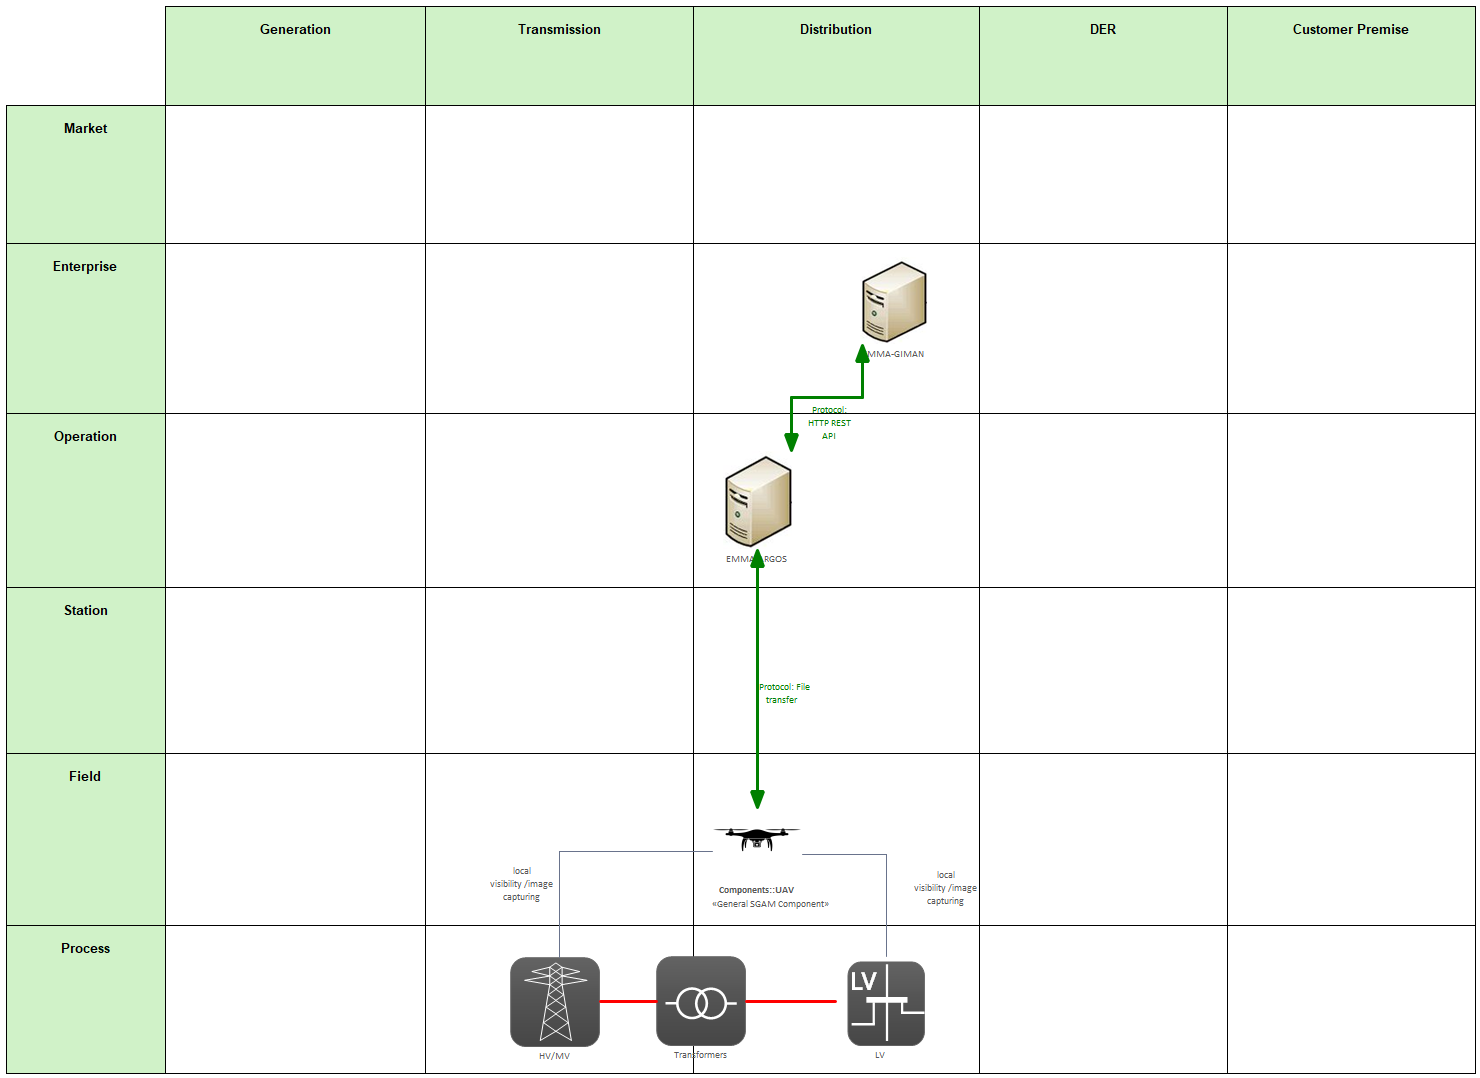 Generation
Transmission
Distribution
DER
Customer Premise
Market
Enterprise
MMA-GIMAN
Protocol:
HTTP REST
API
Operation
EMMA RGOS
Station
Protocol: File
transfer
Field
local
visibility /image
capturing
Components::UAV
«General SGAM Component»
local
visibility /image
capturing
Process
LV
HV/MV
Transformers
LV